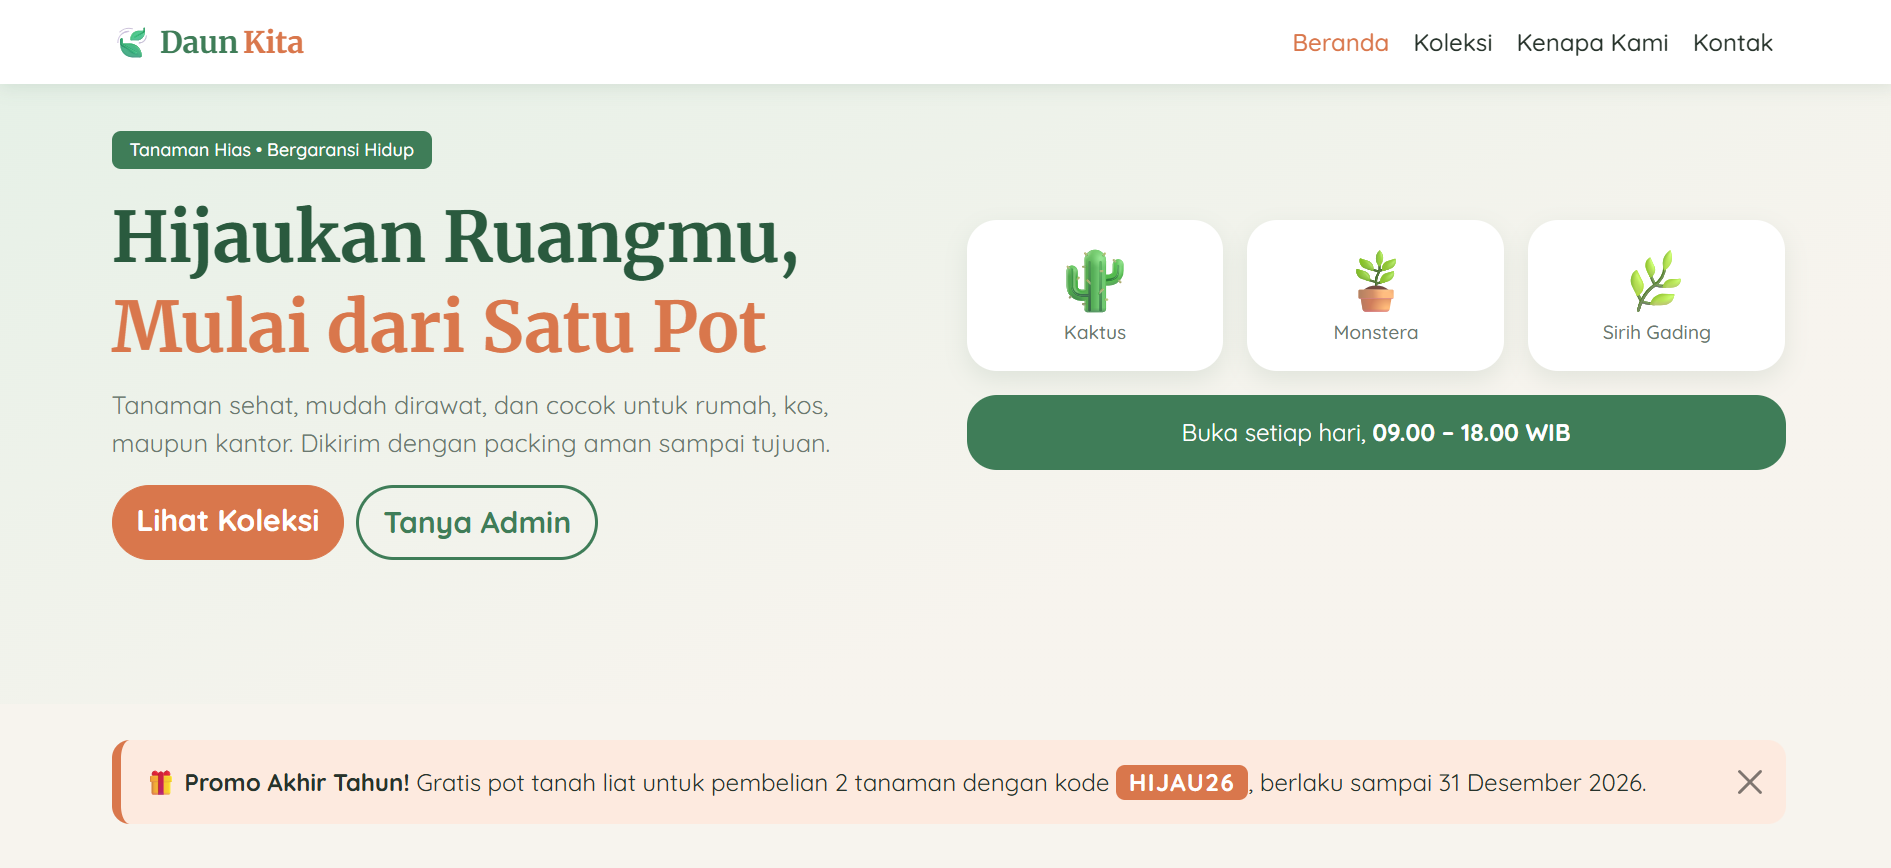 Daun Kita
Beranda Koleksi Kenapa Kami Kontak
Tanaman Hias • Bergaransi Hidup
Hijaukan Ruangmu,
Mulai dari Satu Pot
Tanaman sehat, mudah dirawat, dan cocok untuk rumah, kos,
maupun kantor. Dikirim dengan packing aman sampai tujuan.
Lihat Koleksi
Tanya Admin
Kaktus
Monstera
Sirih Gading
Buka setiap hari, 09.00 – 18.00 WIB
Promo Akhir Tahun! Gratis pot tanah liat untuk pembelian 2 tanaman dengan kode HIJAU26, berlaku sampai 31 Desember 2026.